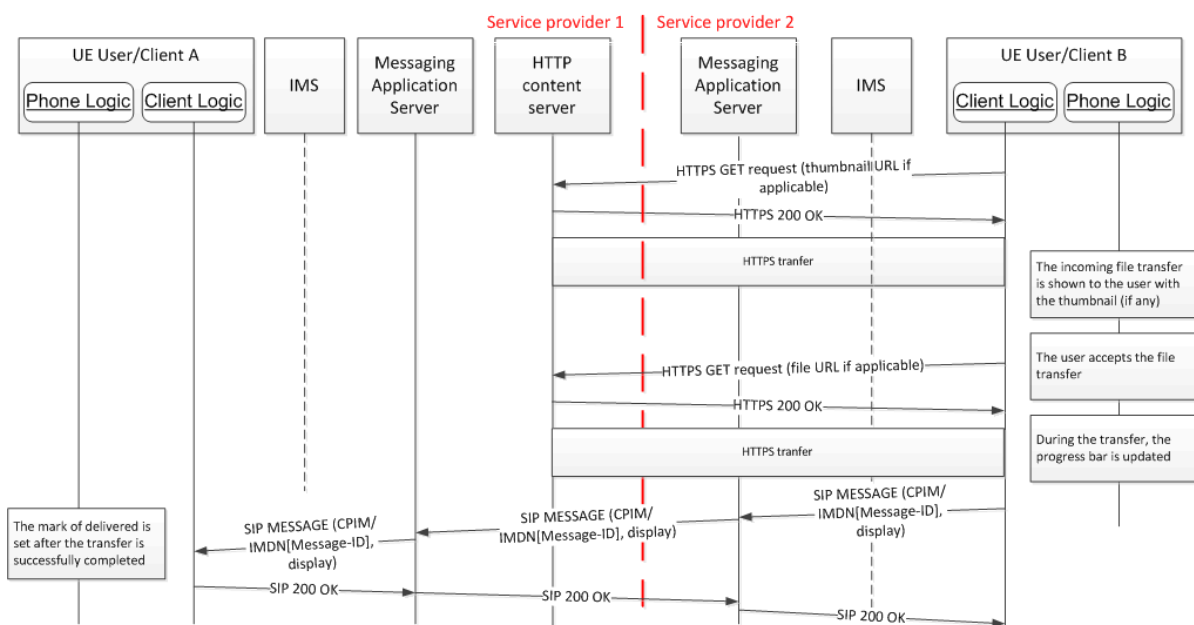 Service provider 1
Service provider 2
UE User/Client A
Phone Logic
Client Logic
IMS
Messaging
Application
Server
HTTP
content
server
Messaging
Application
Server
IMS
UE User/Client B
Client Logic
Phone Logic
HTTPS GET request (thumbnail URL if
applicable)
HTTPS 200 OK
HTTPS tranfer
The incoming file transfer
is shown to the user with
the thumbnail (if any)
The user accepts the file
transfer
HTTPS GET request (file URL if applicable)
HTTPS 200 OK
HTTPS tranfer
During the transfer, the
progress bar is updated
SIP MESSAGE (CPIM/
IMDN[Message-ID],
display)
SIP MESSAGE (CPIM/
IMDN[Message-ID], display)
SIP MESSAGE (CPIM/
IMDN[Message-ID],
display)
The mark of delivered is
set after the transfer is
successfully completed
SIP 200 OK
SIP 200 OK
SIP 200 OK